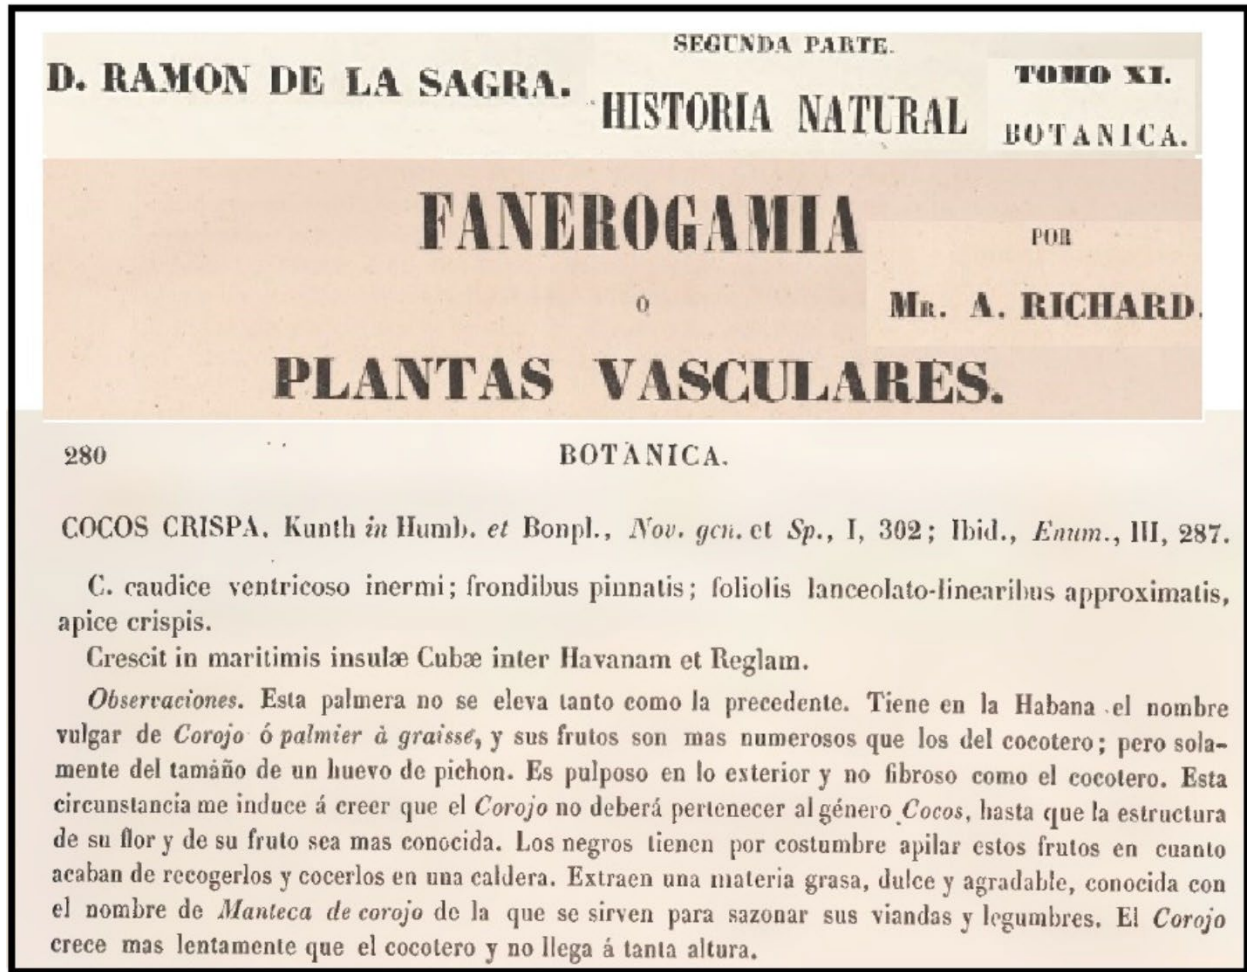 D. RAMON DE LA SAGRA.
SEGUNDA PARTE.
HISTORIA NATURAL
TOMO XI.
BOTANICA.
FANEROGAMIA
O
PLANTAS VASCULARES.
POR
MR. A. RICHARD.
280 BOTANICA.
COCOS CRISPA. Kunth in Humb. et Bonpl., Nov. gen. et Sp., I, 302; Ibid., Enum., III, 287.
C. caudice ventricoso inermi; frondibus pinnatis; foliolis lanceolato-linearibus approximatis,
apice crispis.
Crescit in maritimis insulæ Cubæ inter Havanam et Reglam.
Observaciones. Esta palmera no se eleva tanto como la precedente. Tiene en la Habana el nombre
vulgar de Corojo ó palmier à graisse, y sus frutos son mas numerosos que los del cocotero; pero sola-
mente del tamáño de un huevo de pichon. Es pulposo en lo exterior y no fibroso como el cocotero. Esta
circunstancia me induce á creer que el Corojo no deberá pertenecer al género Cocos, hasta que la estructura
de su flor y de su fruto sea mas conocida. Los negros tienen por costumbre apilar estos frutos en cuanto
acaban de recogerlos y cocerlos en una caldera. Extraen una materia grasa, dulce y agradable, conocida con
el nombre de Manteca de corojo de la que se sirven para sazonar sus viandas y legumbres. El Corojo
crece mas lentamente que el cocotero y no llega á tanta altura.